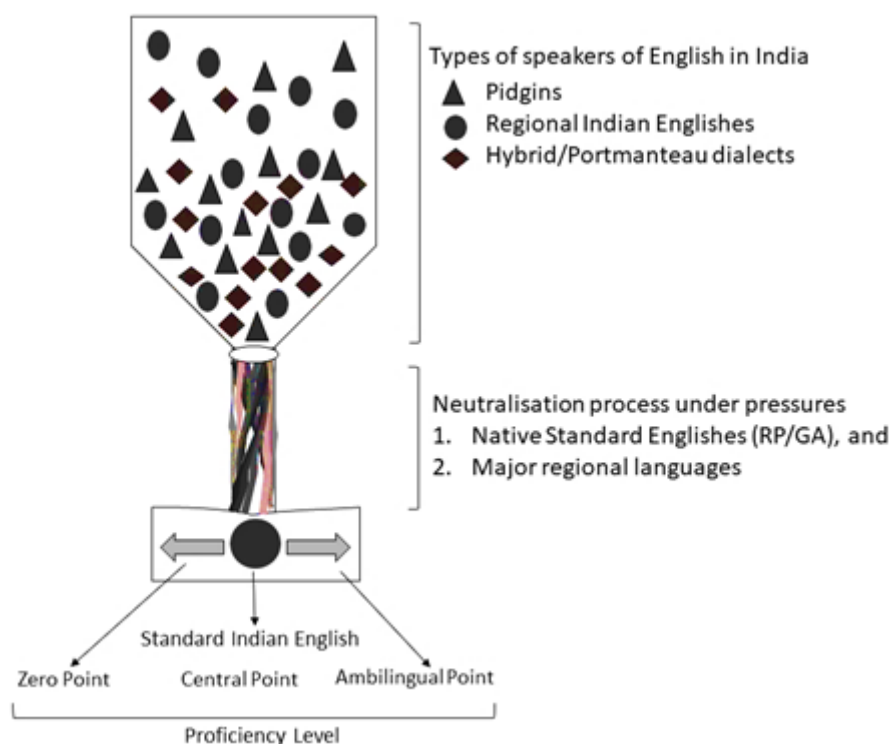 Types of speakers of English in India
Pidgins
Regional Indian Englishes
Hybrid/Portmanteau dialects
Neutralisation process under pressures
1. Native Standard Englishes (RP/GA), and
2. Major regional languages
Standard Indian English
Zero Point Central Point Ambilingual Point
Proficiency Level